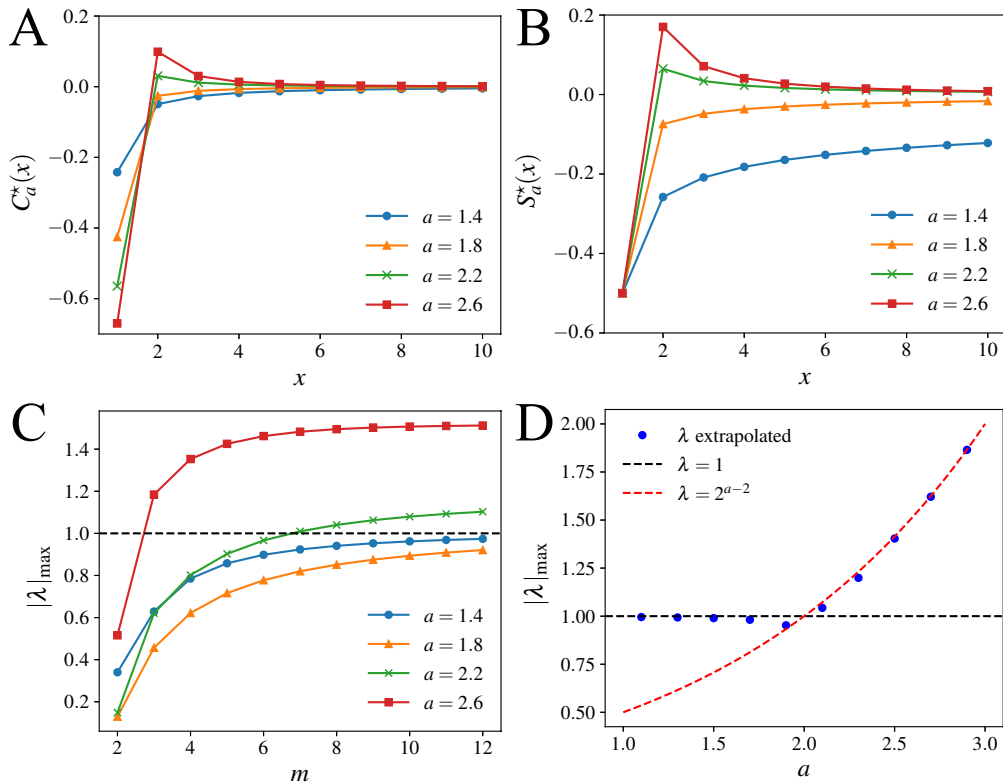 A
B
0.2
0.0
−0.2
−0.4
−0.6
C⋆a(x)
2
4
6
8
10
x
a = 1.4
a = 1.8
a = 2.2
a = 2.6
0.2
0.0
−0.2
−0.4
−0.6
S⋆a(x)
2
4
6
8
10
x
a = 1.4
a = 1.8
a = 2.2
a = 2.6
C
D
1.4
1.2
1.0
0.8
0.6
0.4
0.2
|λ|max
2
4
6
8
10
12
m
a = 1.4
a = 1.8
a = 2.2
a = 2.6
2.00
1.75
1.50
1.25
1.00
0.75
0.50
|λ|max
1.0
1.5
2.0
2.5
3.0
a
λ extrapolated
λ = 1
λ = 2^{a−2}